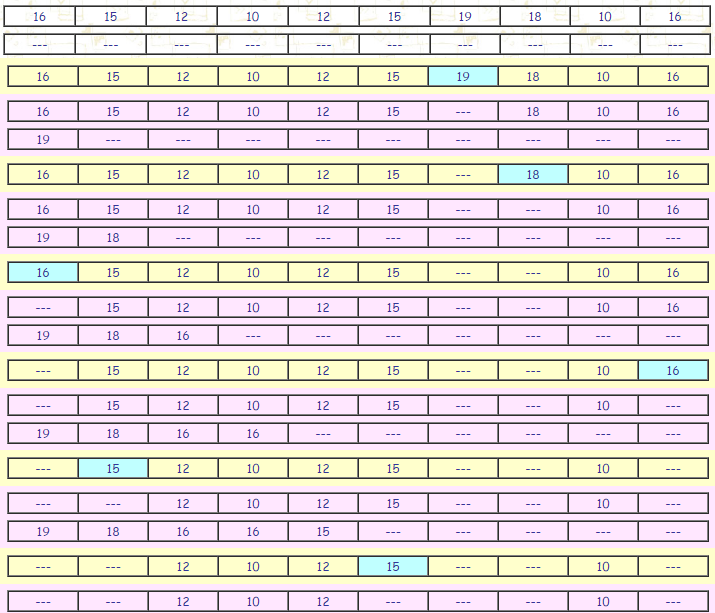 16 15 12 10 12 15 19 18 10 16
--- --- --- --- --- --- --- --- --- ---
16 15 12 10 12 15 19 18 10 16
16 15 12 10 12 15 --- 18 10 16
19 --- --- --- --- --- --- --- --- ---
16 15 12 10 12 15 --- 18 10 16
16 15 12 10 12 15 --- --- 10 16
19 18 --- --- --- --- --- --- --- ---
16 15 12 10 12 15 --- --- 10 16
--- 15 12 10 12 15 --- --- 10 16
19 18 16 --- --- --- --- --- --- ---
--- 15 12 10 12 15 --- --- 10 16
--- 15 12 10 12 15 --- --- 10 ---
19 18 16 16 --- --- --- --- --- ---
--- 15 12 10 12 15 --- --- 10 ---
--- --- 12 10 12 15 --- --- 10 ---
19 18 16 16 15 --- --- --- --- ---
--- --- 12 10 12 15 --- --- 10 ---
--- --- 12 10 12 --- --- --- 10 ---